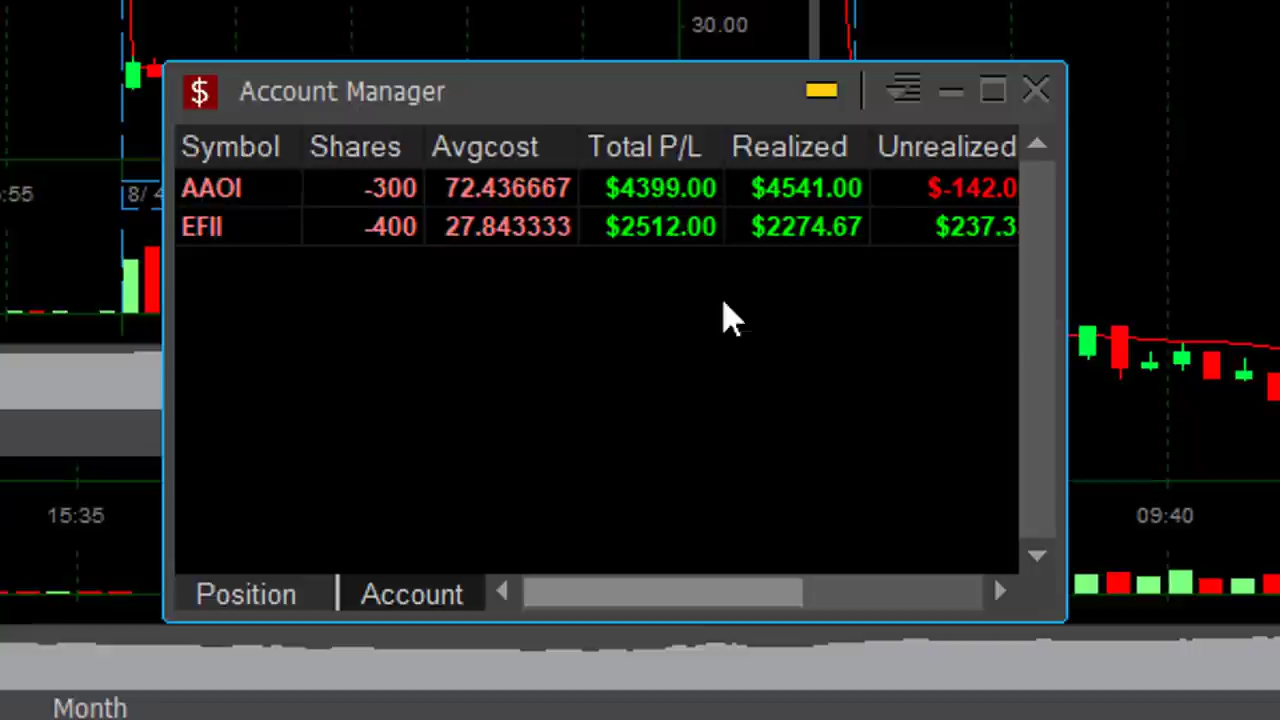 30.00
$ Account Manager
Symbol Shares Avgcost Total P/L Realized Unrealized
AAOI -300 72.436667 $4399.00 $4541.00 $-142.0
EFII -400 27.843333 $2512.00 $2274.67 $237.3
:55
8/ 4
15:35
09:40
Position Account
Month